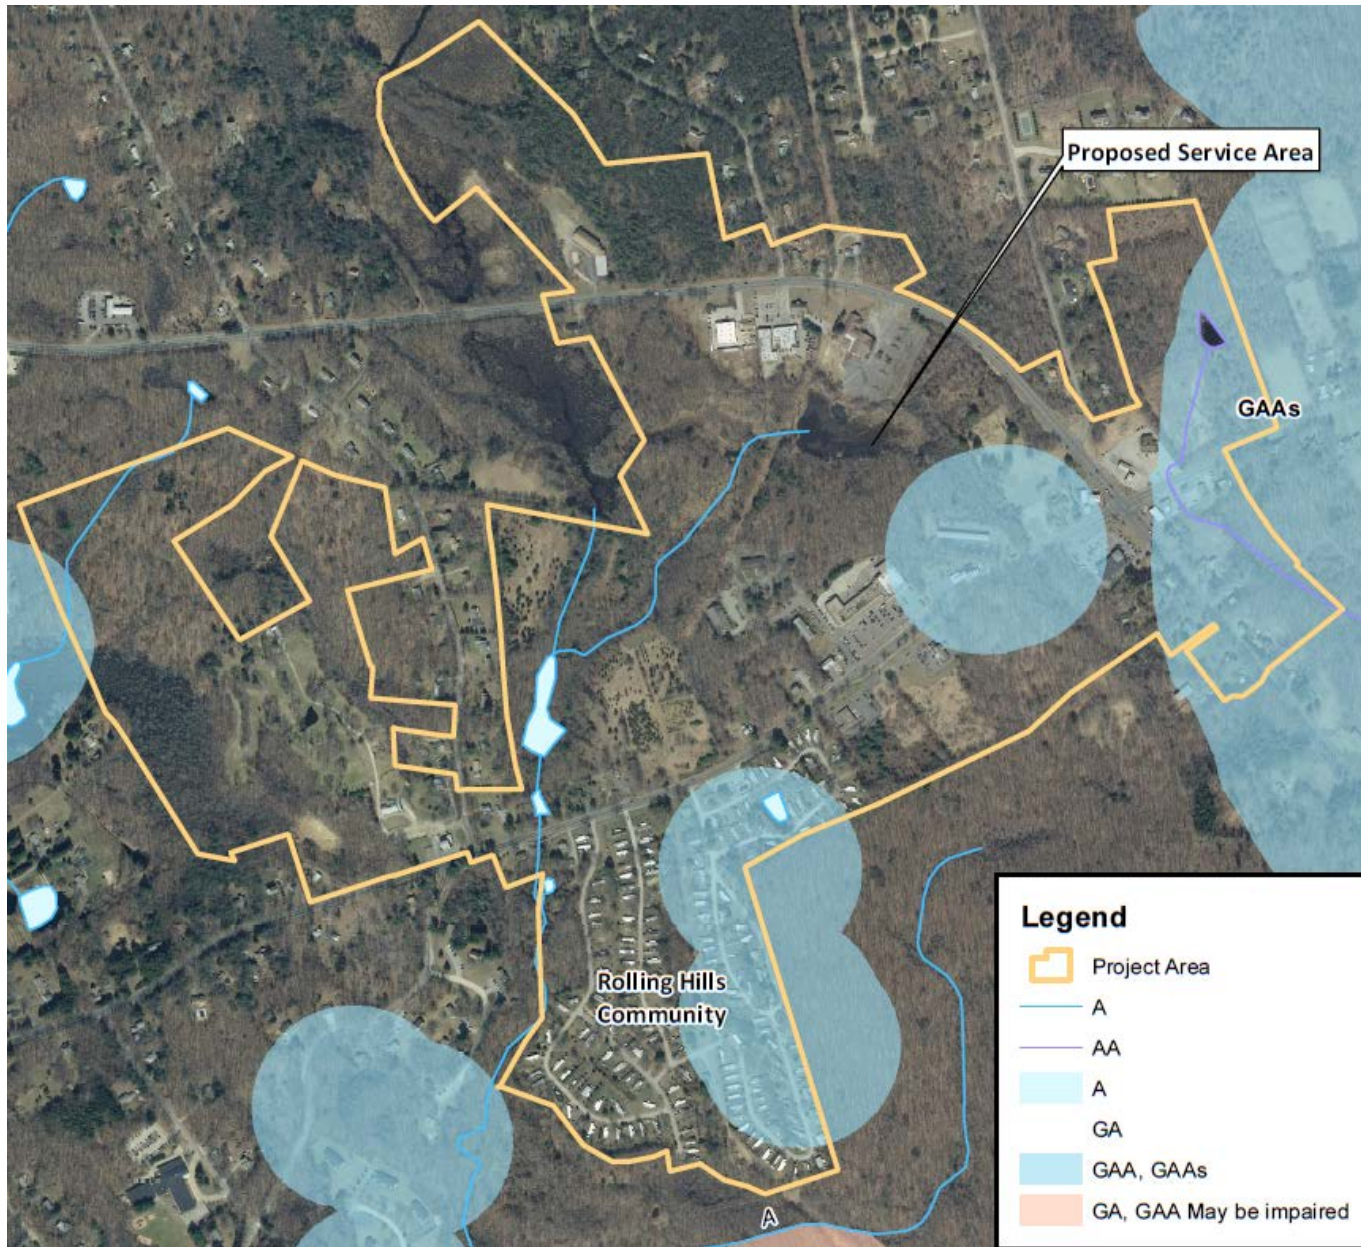 Proposed Service Area
GAAs
Rolling Hills
Community
A
Legend
Project Area
A
AA
A
GA
GAA, GAAs
GA, GAA May be impaired